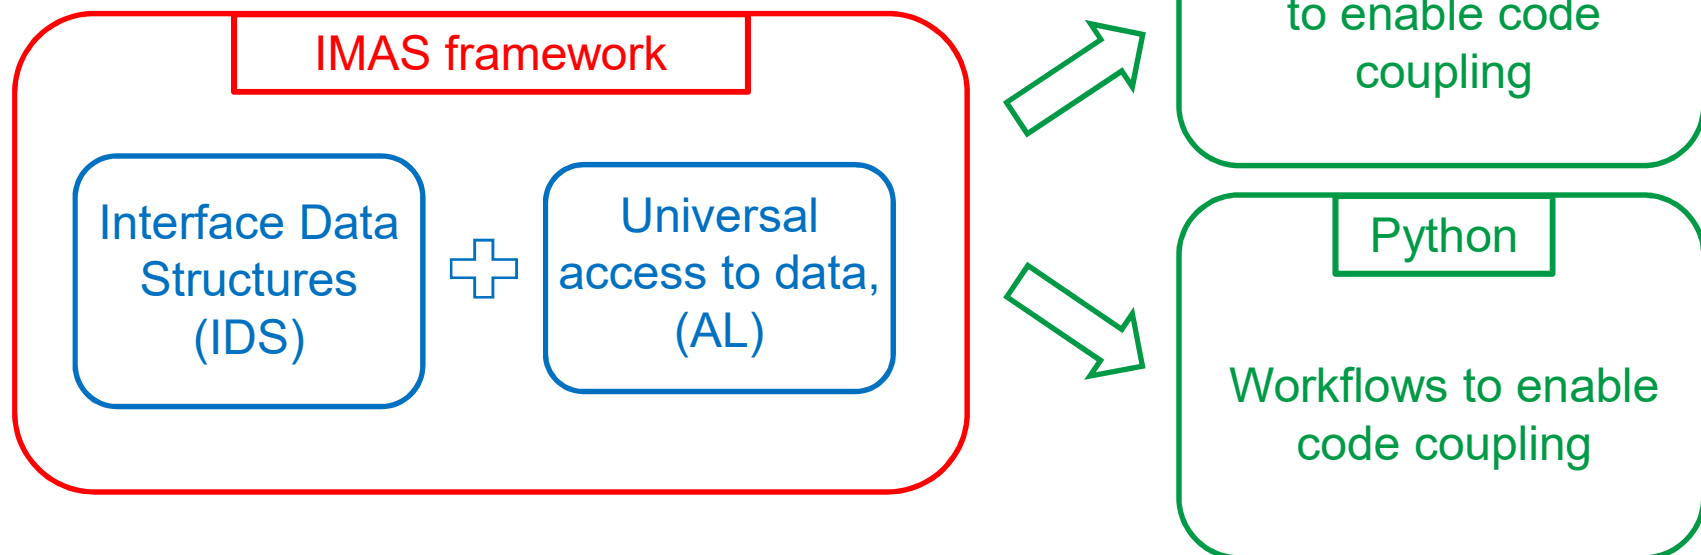 IMAS framework
Interface Data
Structures
(IDS)
Universal
access to data,
(AL)
to enable code
coupling
Python
Workflows to enable
code coupling